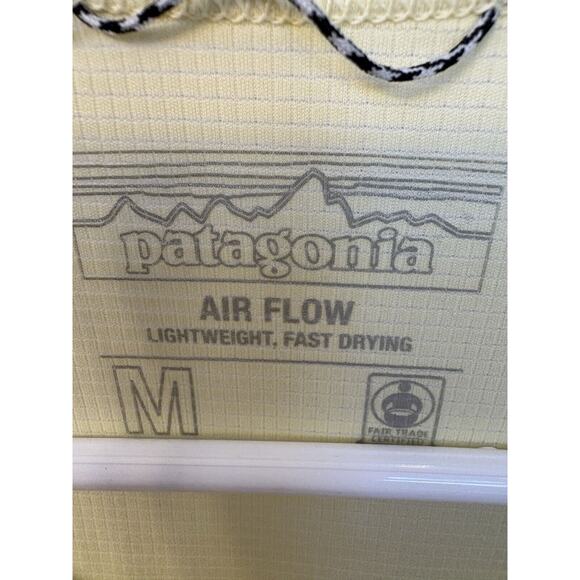 patagonia
AIR FLOW
LIGHTWEIGHT, FAST DRYING
M
FAIR TRADE
CERTIFIED